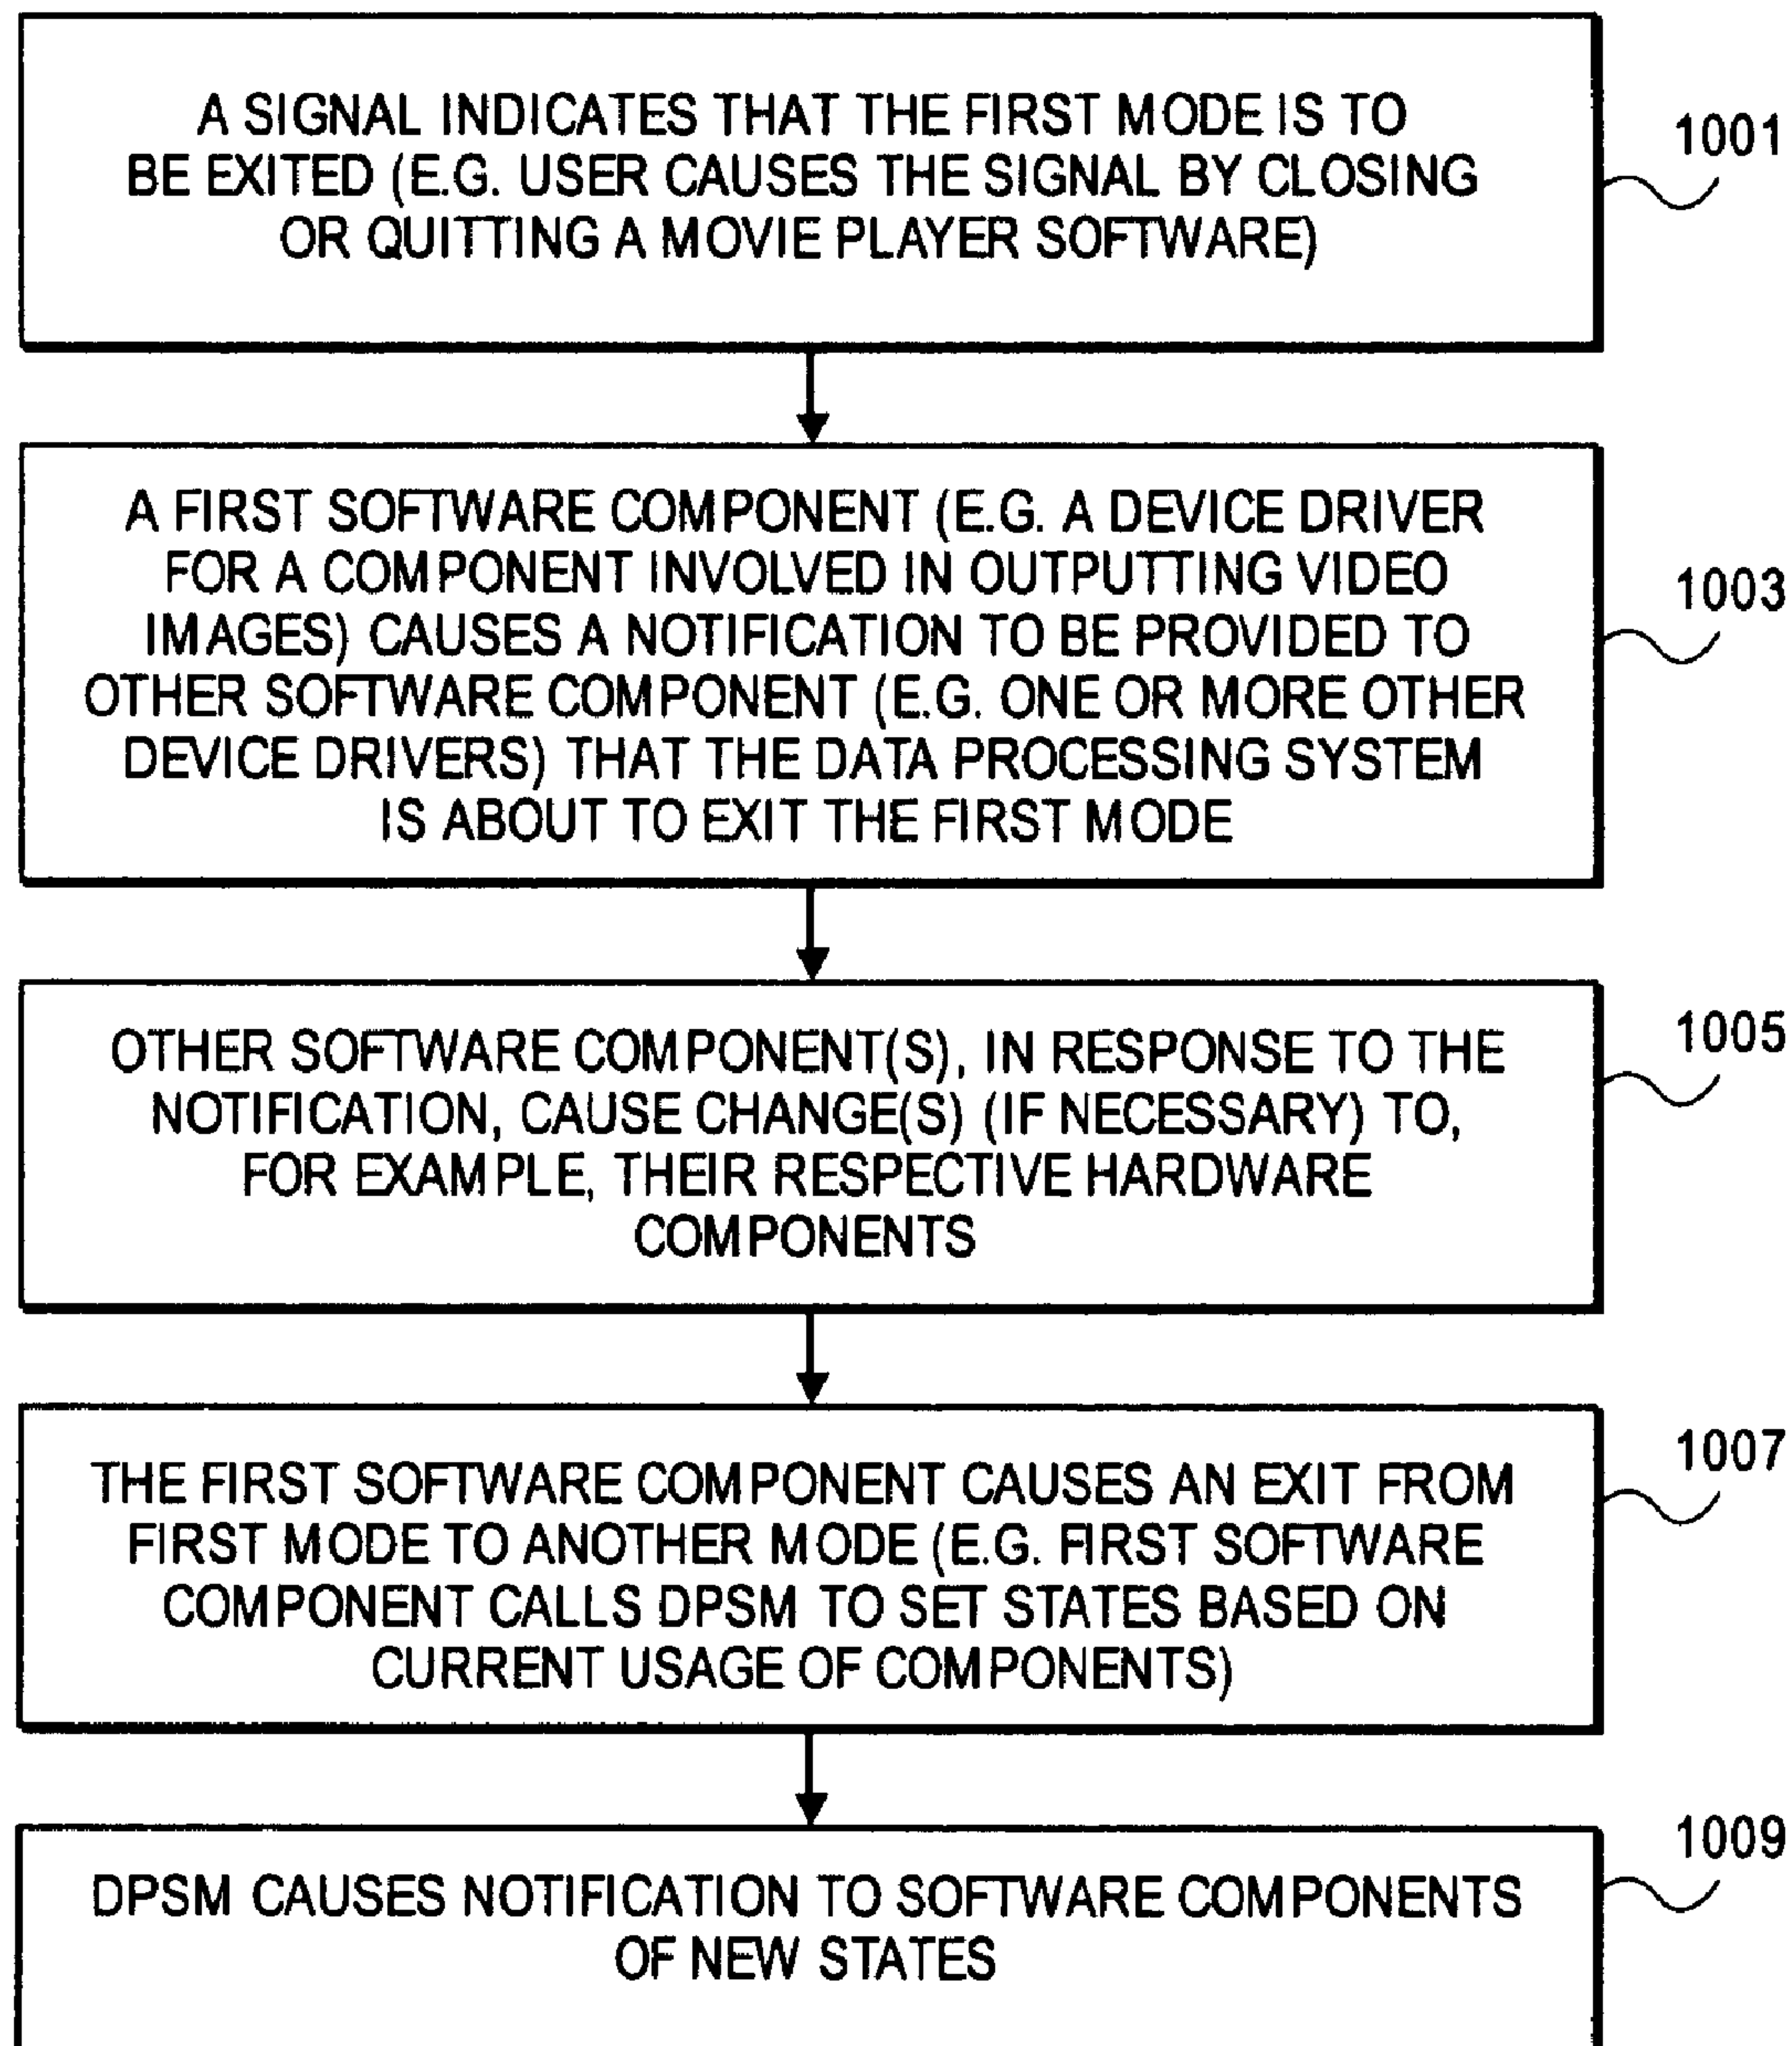 A SIGNAL INDICATES THAT THE FIRST MODE IS TO
BE EXITED (E.G. USER CAUSES THE SIGNAL BY CLOSING
OR QUITTING A MOVIE PLAYER SOFTWARE)
1001
A FIRST SOFTWARE COMPONENT (E.G. A DEVICE DRIVER
FOR A COMPONENT INVOLVED IN OUTPUTTING VIDEO
IMAGES) CAUSES A NOTIFICATION TO BE PROVIDED TO
OTHER SOFTWARE COMPONENT (E.G. ONE OR MORE OTHER
DEVICE DRIVERS) THAT THE DATA PROCESSING SYSTEM
IS ABOUT TO EXIT THE FIRST MODE
1003
OTHER SOFTWARE COMPONENT(S), IN RESPONSE TO THE
NOTIFICATION, CAUSE CHANGE(S) (IF NECESSARY) TO,
FOR EXAMPLE, THEIR RESPECTIVE HARDWARE
COMPONENTS
1005
THE FIRST SOFTWARE COMPONENT CAUSES AN EXIT FROM
FIRST MODE TO ANOTHER MODE (E.G. FIRST SOFTWARE
COMPONENT CALLS DPSM TO SET STATES BASED ON
CURRENT USAGE OF COMPONENTS)
1007
DPSM CAUSES NOTIFICATION TO SOFTWARE COMPONENTS
OF NEW STATES
1009